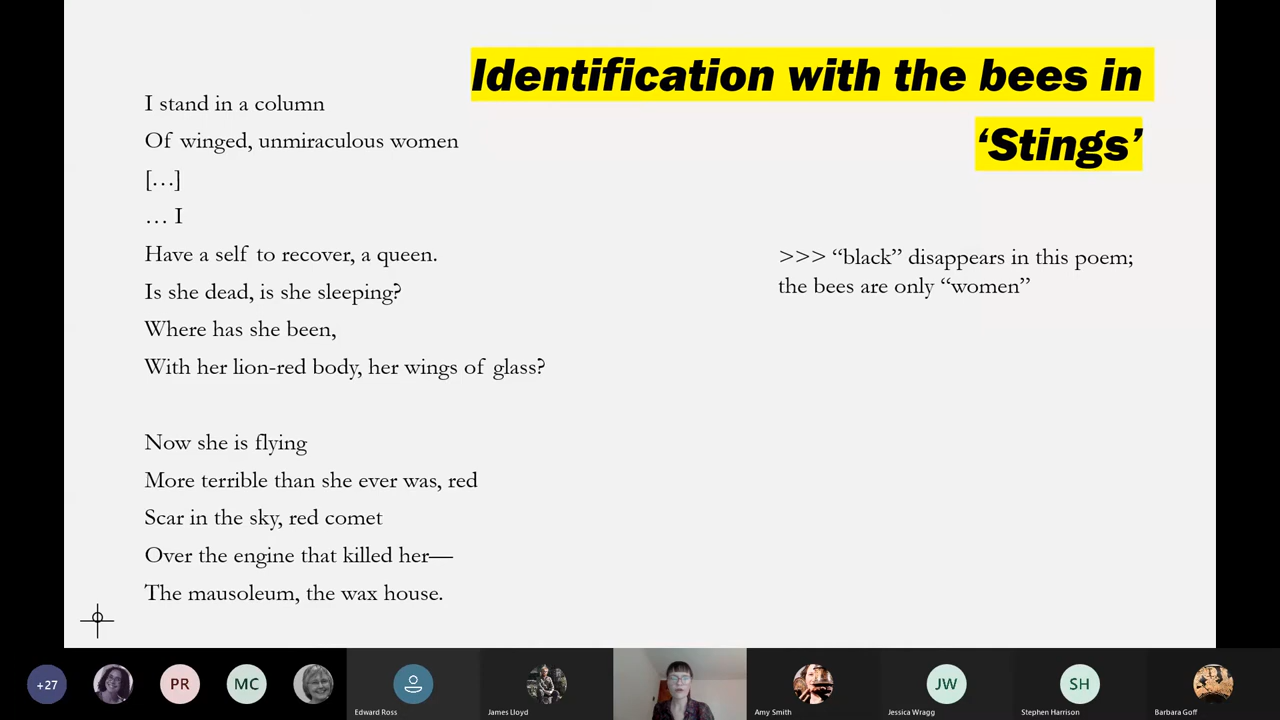 Identification with the bees in
‘Stings’
I stand in a column
Of winged, unmiraculous women
[…]
… I
Have a self to recover, a queen.
Is she dead, is she sleeping?
Where has she been,
With her lion-red body, her wings of glass?
Now she is flying
More terrible than she ever was, red
Scar in the sky, red comet
Over the engine that killed her—
The mausoleum, the wax house.
>>> “black” disappears in this poem;
the bees are only “women”
+27
PR
MC
Edward Ross
James Lloyd
Amy Smith
JW
Jessica Wragg
SH
Stephen Harrison
Barbara Goff